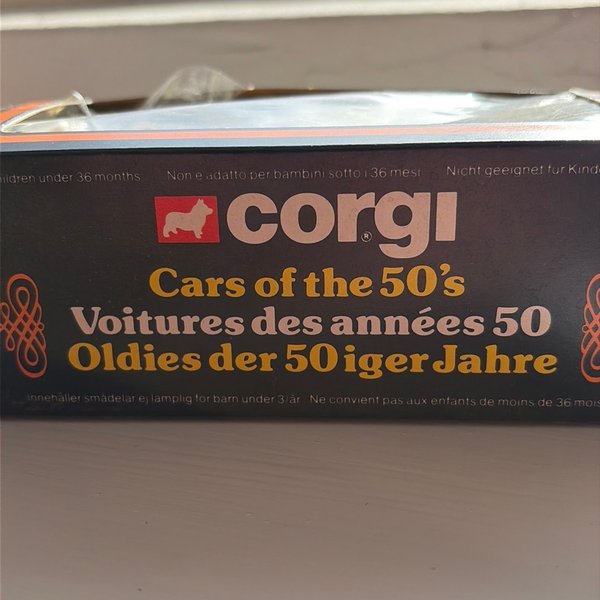 ildren under 36 months Non e adatto per bambini sotto i 36 mesi Nicht geeignet fur Kind
corgi ®
Cars of the 50's
Voitures des années 50
Oldies der 50iger Jahre
innehåller smådelar ej lämplig för barn under 3 år Ne convient pas aux enfants de moins de 36 mois